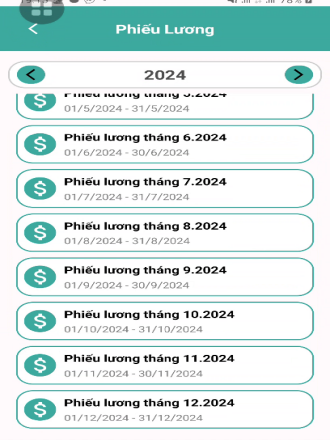 Phiếu Lương
2024
Phiếu lương tháng 5.2024
01/5/2024 - 31/5/2024
Phiếu lương tháng 6.2024
01/6/2024 - 30/6/2024
Phiếu lương tháng 7.2024
01/7/2024 - 31/7/2024
Phiếu lương tháng 8.2024
01/8/2024 - 31/8/2024
Phiếu lương tháng 9.2024
01/9/2024 - 30/9/2024
Phiếu lương tháng 10.2024
01/10/2024 - 31/10/2024
Phiếu lương tháng 11.2024
01/11/2024 - 30/11/2024
Phiếu lương tháng 12.2024
01/12/2024 - 31/12/2024